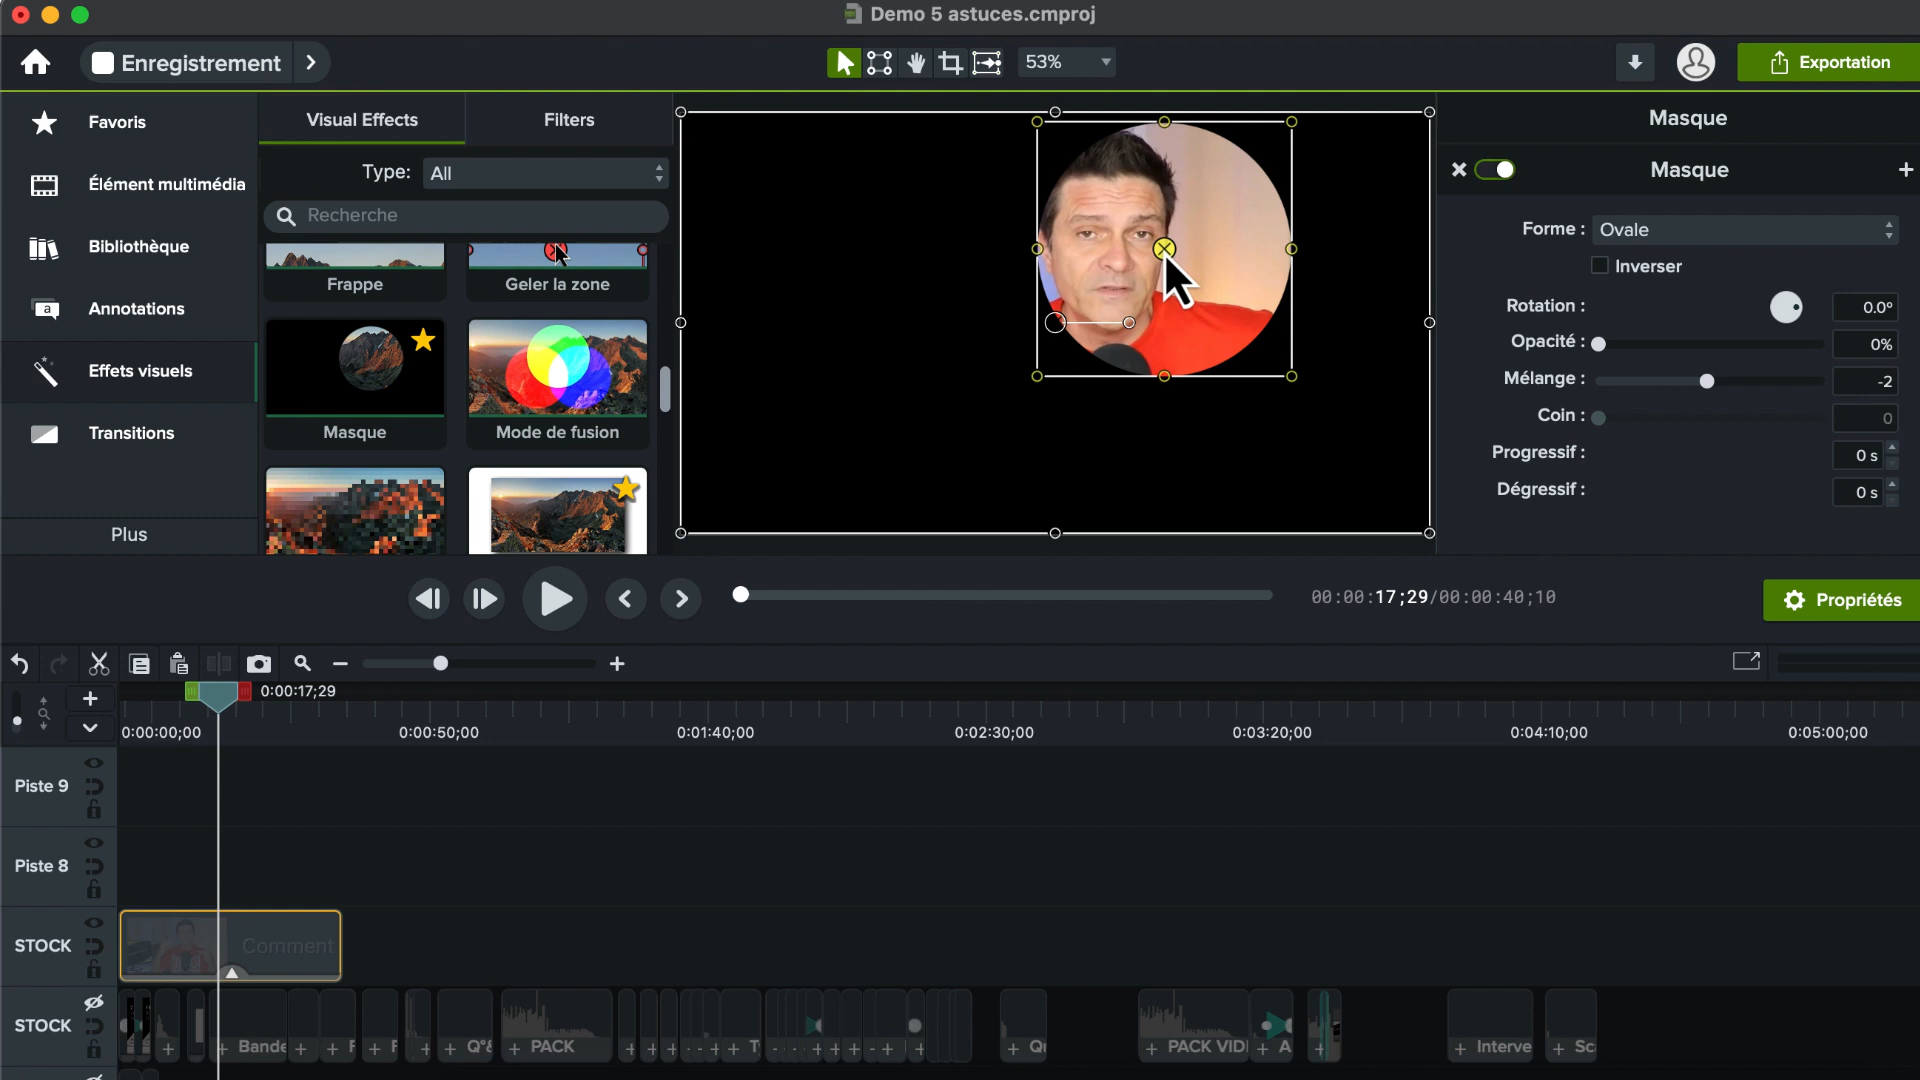 Demo 5 astuces.cmproj
Enregistrement
53%
Exportation
Favoris
Élément multimédia
Bibliothèque
Annotations
Effets visuels
Transitions
Plus
Visual Effects
Filters
Type:
All
Recherche
Frappe
Geler la zone
Masque
Mode de fusion
Masque
Masque
Forme :
Ovale
Inverser
Rotation :
0.0°
Opacité :
0%
Mélange :
-2
Coin :
0
Progressif :
0 s
Dégressif :
0 s
00:00:17;29/00:00:40;10
Propriétés
0:00:17;29
0:00:00;00
0:00:50;00
0:01:40;00
0:02:30;00
0:03:20;00
0:04:10;00
0:05:00;00
Piste 9
Piste 8
STOCK
Comment
STOCK
+ Bande
+ PACK
+ PACK VIDI
+ A
+ Interve
+ Sc